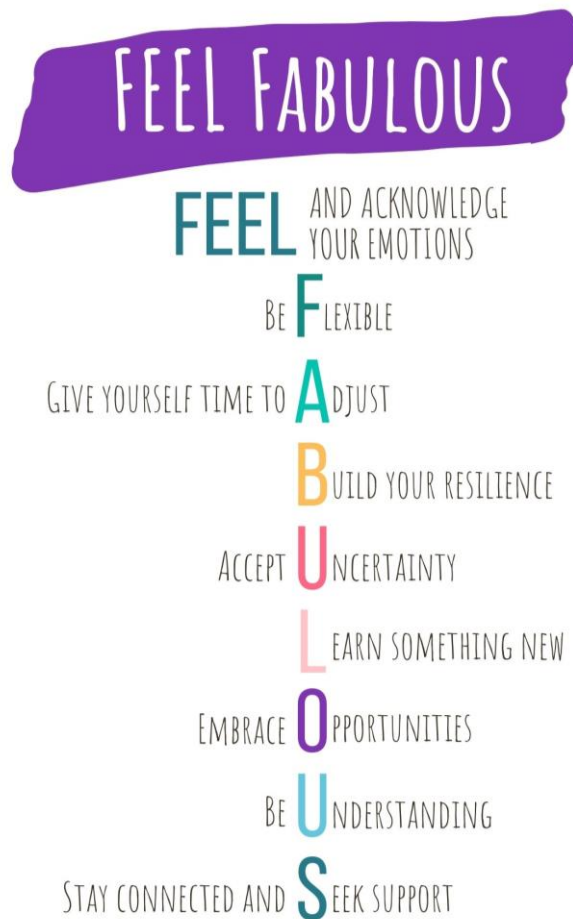 FEEL FABULOUS
FEEL AND ACKNOWLEDGE
YOUR EMOTIONS
BE FLEXIBLE
GIVE YOURSELF TIME TO ADJUST
BUILD YOUR RESILIENCE
ACCEPT UNCERTAINTY
LEARN SOMETHING NEW
EMBRACE OPPORTUNITIES
BE UNDERSTANDING
STAY CONNECTED AND SEEK SUPPORT